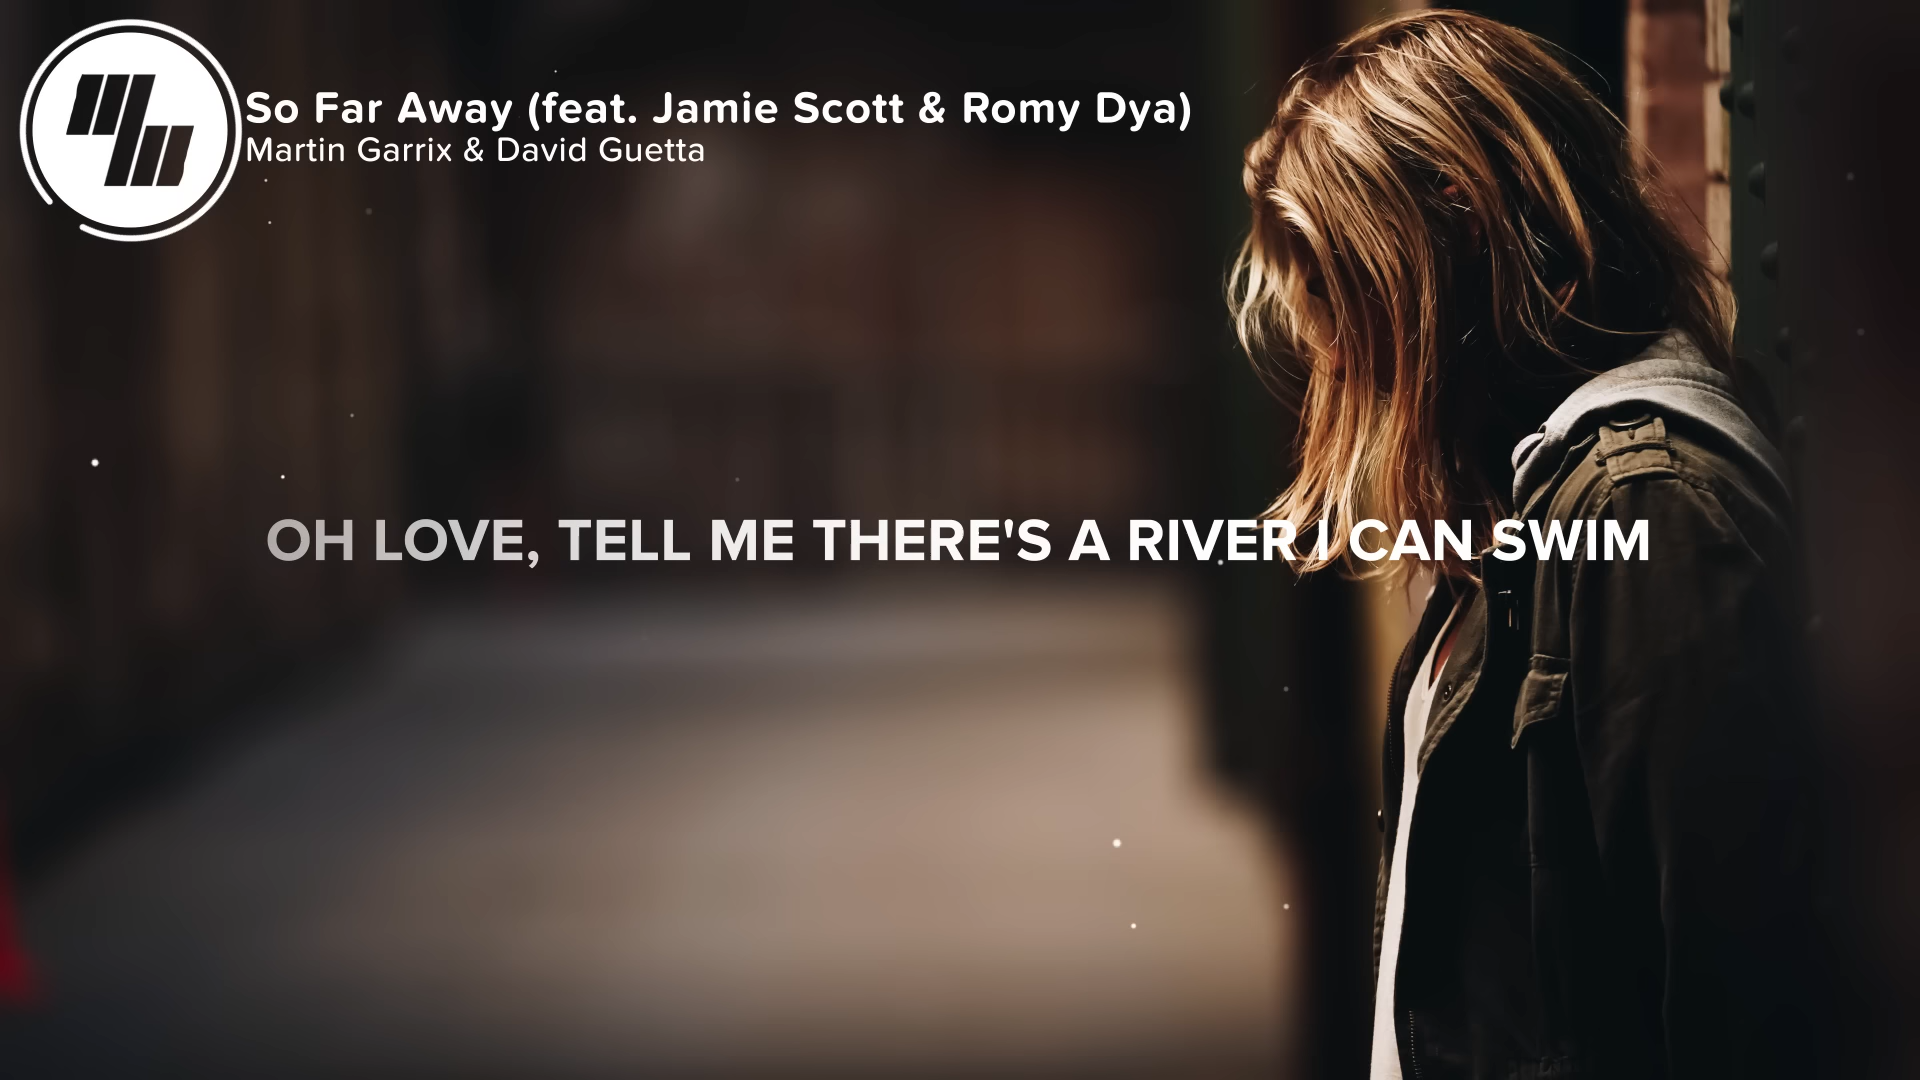 So Far Away (feat. Jamie Scott & Romy Dya)
Martin Garrix & David Guetta
OH LOVE, TELL ME THERE'S A RIVER I CAN SWIM